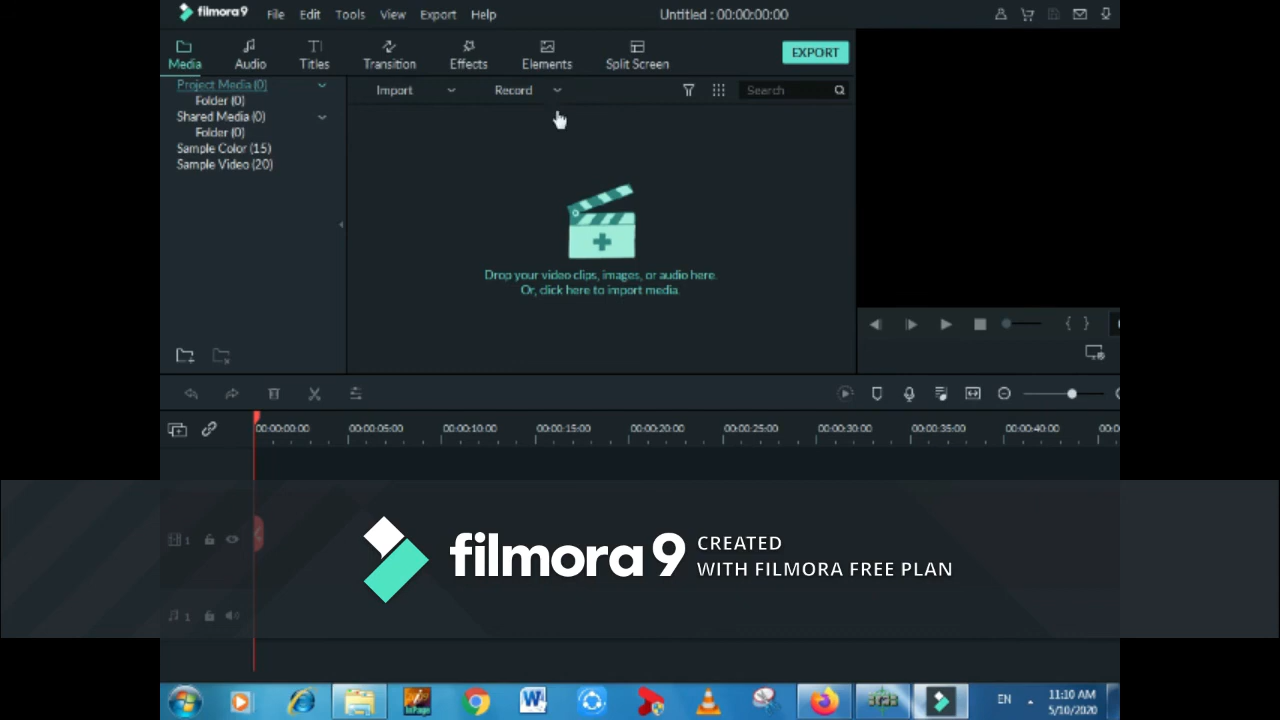 filmora 9 File Edit Tools View Export Help Untitled : 00:00:00:00
Media Audio Titles Transition Effects Elements Split Screen EXPORT
Project Media (0) Import Record Search
Folder (0)
Shared Media (0)
Folder (0)
Sample Color (15)
Sample Video (20)
Drop your video clips, images, or audio here.
Or, click here to import media.
00:00:00:00 00:00:05:00 00:00:10:00 00:00:15:00 00:00:20:00 00:00:25:00 00:00:30:00 00:00:35:00 00:00:40:00
1
filmora 9 CREATED
WITH FILMORA FREE PLAN
1
EN 11:10 AM
5/10/2020